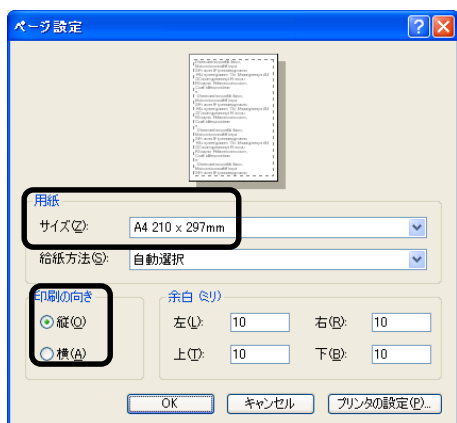 ページ設定
用紙
サイズ(Z): A4 210 x 297mm
給紙方法(S): 自動選択
印刷の向き
縦(O)
横(A)
余白 (ミリ)
左(L): 10 右(R): 10
上(T): 10 下(B): 10
OK キャンセル プリンタの設定(P)...